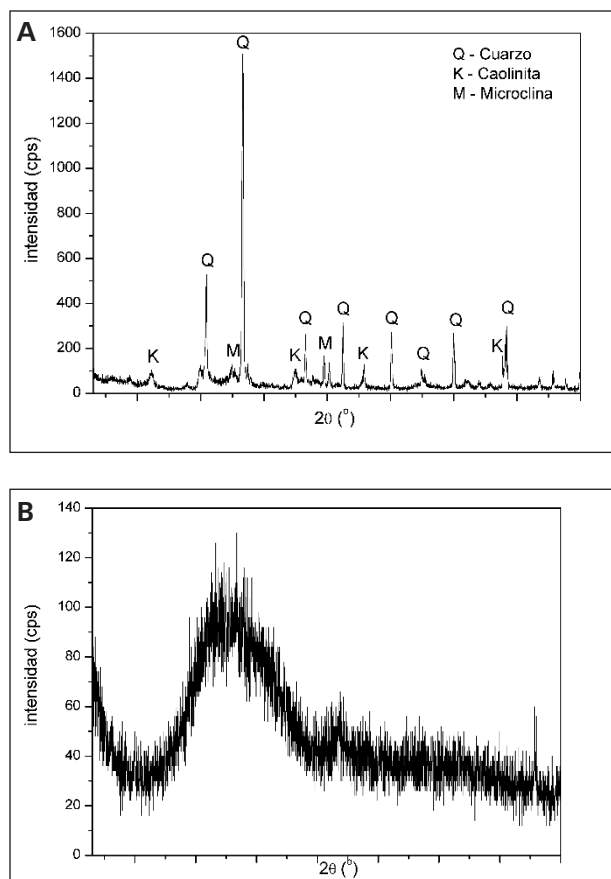 A
1600
1400
1200
1000
800
600
400
200
0
intensidad (cps)
Q - Cuarzo
K - Caolinita
M - Microclina
K
Q
M
Q
K
Q
M
Q
K
Q
Q
Q
K
Q
2θ (°)
B
140
120
100
80
60
40
20
0
intensidad (cps)
2θ (°)